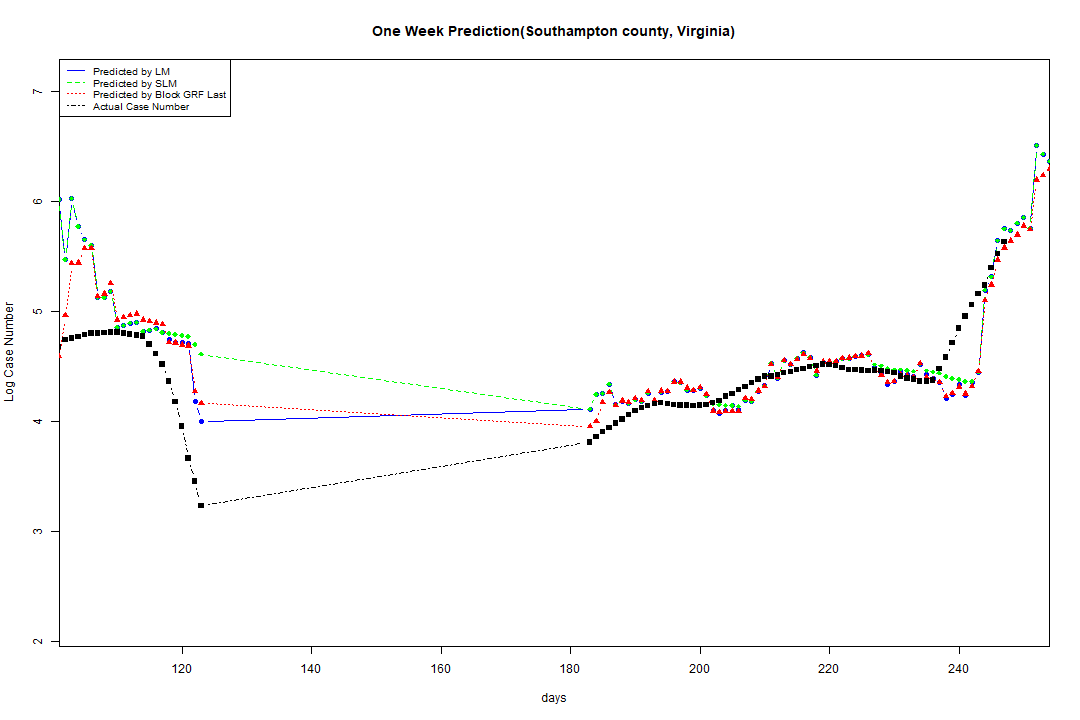 One Week Prediction(Southampton county, Virginia)
Predicted by LM
Predicted by SLM
Predicted by Block GRF Last
Actual Case Number
7
6
5
4
3
2
Log Case Number
120 140 160 180 200 220 240
days